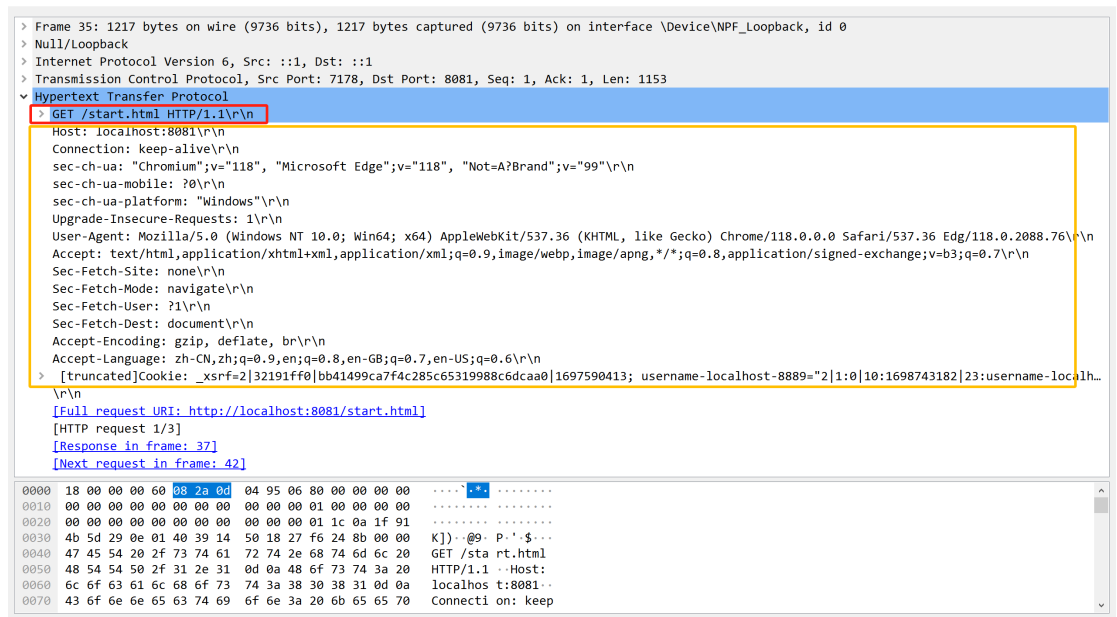 > Frame 35: 1217 bytes on wire (9736 bits), 1217 bytes captured (9736 bits) on interface \Device\NPF_Loopback, id 0
> Null/Loopback
> Internet Protocol Version 6, Src: ::1, Dst: ::1
> Transmission Control Protocol, Src Port: 7178, Dst Port: 8081, Seq: 1, Ack: 1, Len: 1153
Hypertext Transfer Protocol
> GET /start.html HTTP/1.1\r\n
Host: localhost:8081\r\n
Connection: keep-alive\r\n
sec-ch-ua: "Chromium";v="118", "Microsoft Edge";v="118", "Not=A?Brand";v="99"\r\n
sec-ch-ua-mobile: ?0\r\n
sec-ch-ua-platform: "Windows"\r\n
Upgrade-Insecure-Requests: 1\r\n
User-Agent: Mozilla/5.0 (Windows NT 10.0; Win64; x64) AppleWebKit/537.36 (KHTML, like Gecko) Chrome/118.0.0.0 Safari/537.36 Edg/118.0.2088.76\r\n
Accept: text/html,application/xhtml+xml,application/xml;q=0.9,image/webp,image/apng,*/*;q=0.8,application/signed-exchange;v=b3;q=0.7\r\n
Sec-Fetch-Site: none\r\n
Sec-Fetch-Mode: navigate\r\n
Sec-Fetch-User: ?1\r\n
Sec-Fetch-Dest: document\r\n
Accept-Encoding: gzip, deflate, br\r\n
Accept-Language: zh-CN,zh;q=0.9,en;q=0.8,en-GB;q=0.7,en-US;q=0.6\r\n
> [truncated]Cookie: _xsrf=2|32191ff0|bb41499ca7f4c285c65319988c6dcaa0|1697590413; username-localhost-8889="2|1:0|10:1698743182|23:username-localh…
\r\n
[Full request URI: http://localhost:8081/start.html]
[HTTP request 1/3]
[Response in frame: 37]
[Next request in frame: 42]
0000 18 00 00 00 60 08 2a 0d 04 95 06 80 00 00 00 00 ····`·*· ········
0010 00 00 00 00 00 00 00 00 00 00 00 01 00 00 00 00 ········ ········
0020 00 00 00 00 00 00 00 00 00 00 00 01 1c 0a 1f 91 ········ ········
0030 4b 5d 29 0e 01 40 39 14 50 18 27 f6 24 8b 00 00 K])··@9· P·'·$···
0040 47 45 54 20 2f 73 74 61 72 74 2e 68 74 6d 6c 20 GET /sta rt.html
0050 48 54 54 50 2f 31 2e 31 0d 0a 48 6f 73 74 3a 20 HTTP/1.1 ··Host:
0060 6c 6f 63 61 6c 68 6f 73 74 3a 38 30 38 31 0d 0a localhos t:8081··
0070 43 6f 6e 6e 65 63 74 69 6f 6e 3a 20 6b 65 65 70 Connecti on: keep